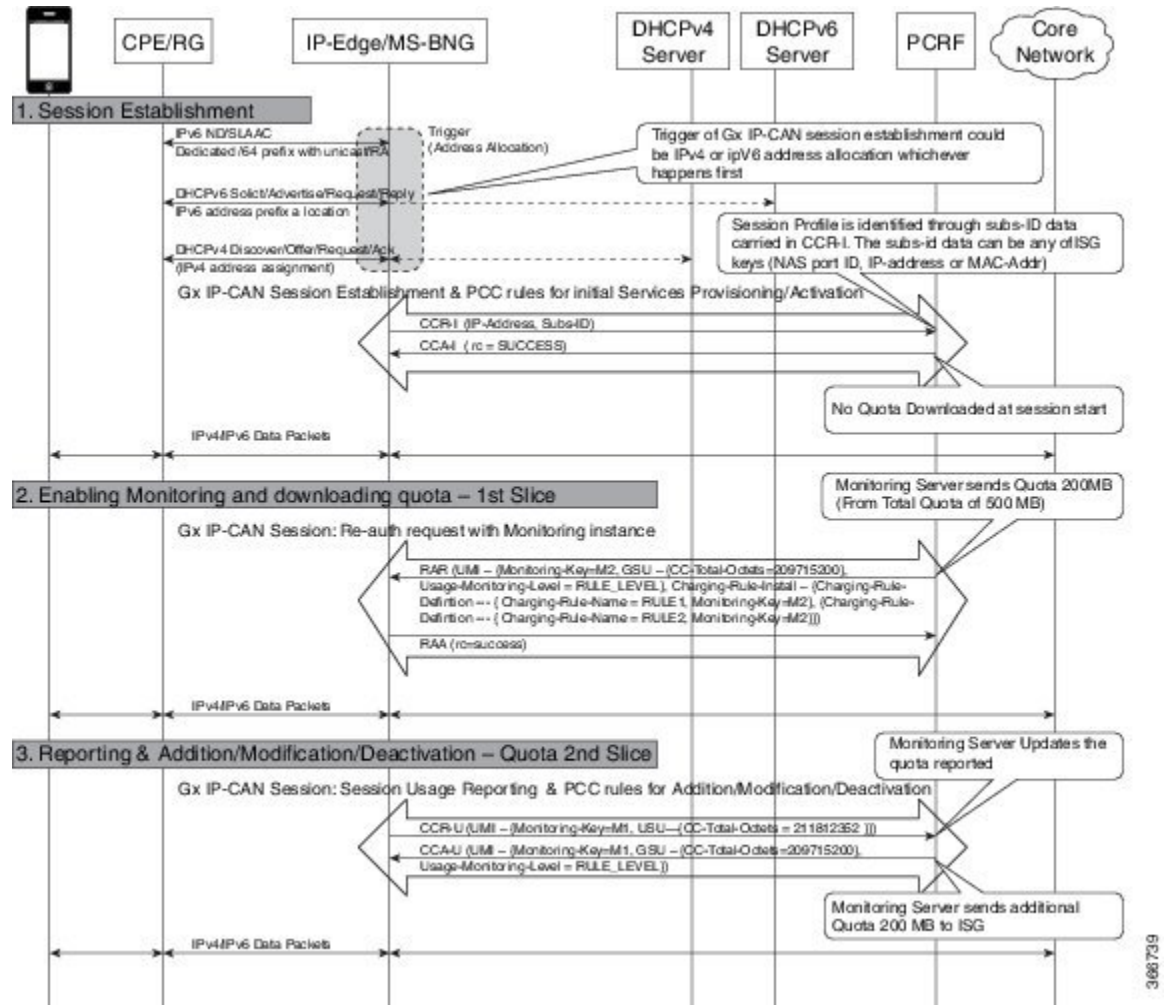 CPE/RG
IP-Edge/MS-BNG
DHCPv4
Server
DHCPv6
Server
PCRF
Core
Network
1. Session Establishment
IPv6 ND/SLAAC
Dedicated /64 prefix with unicast/RA
Trigger
(Address Allocation)
Trigger of Gx IP-CAN session establishment could
be IPv4 or ipV6 address allocation whichever
happens first
DHCPv6 Solict/Advertise/Request/Reply
IPv6 address prefix a location
Session Profile is identified through subs-ID data
carried in CCR-I. The subs-id data can be any of ISG
keys (NAS port ID, IP-address or MAC-Addr)
DHCPv4 Discover/Offer/Request/Ack
(IPv4 address assignment)
Gx IP-CAN Session Establishment & PCC rules for initial Services Provisioning/Activation
CCR-I (IP-Address, Subs-ID)
CCA-I ( rc = SUCCESS)
No Quota Downloaded at session start
IPv4/IPv6 Data Packets
2. Enabling Monitoring and downloading quota – 1st Slice
Monitoring Server sends Quota 200MB
(From Total Quota of 500 MB)
Gx IP-CAN Session: Re-auth request with Monitoring instance
RAR (UMI – {Monitoring-Key=M2, GSU – {CC-Total-Octets=209715200},
Usage-Monitoring-Level = RULE_LEVEL}, Charging-Rule-Install – {Charging-Rule-
Defintion --- { Charging-Rule-Name = RULE1, Monitoring-Key=M2}, {Charging-Rule-
Defintion --- { Charging-Rule-Name = RULE2, Monitoring-Key=M2}})
RAA (rc=success)
IPv4/IPv6 Data Packets
3. Reporting & Addition/Modification/Deactivation – Quota 2nd Slice
Monitoring Server Updates the
quota reported
Gx IP-CAN Session: Session Usage Reporting & PCC rules for Addition/Modification/Deactivation
CCR-U (UMI – {Monitoring-Key=M1, USU—{CC-Total-Octets = 211812352 }})
CCA-U (UMI – {Monitoring-Key=M1, GSU – {CC-Total-Octets=209715200},
Usage-Monitoring-Level = RULE_LEVEL})
Monitoring Server sends additional
Quota 200 MB to ISG
IPv4/IPv6 Data Packets
366739